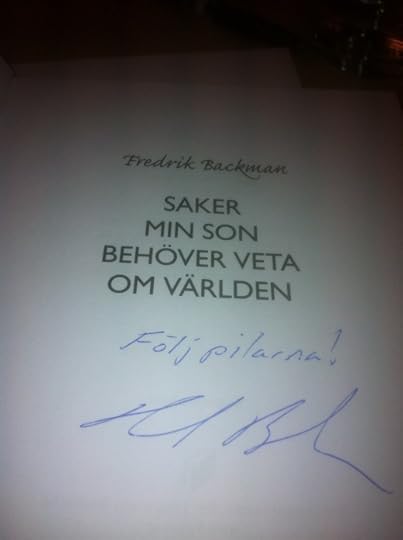 Fredrik Backman
SAKER
MIN SON
BEHÖVER VETA
OM VÄRLDEN
Följ pilarna!